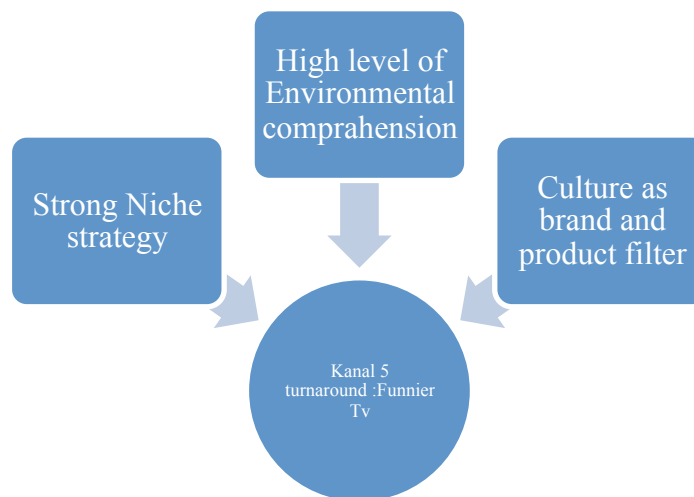 High level of
Environmental
comprahension
Strong Niche
strategy
Culture as
brand and
product filter
Kanal 5
turnaround :Funnier
Tv